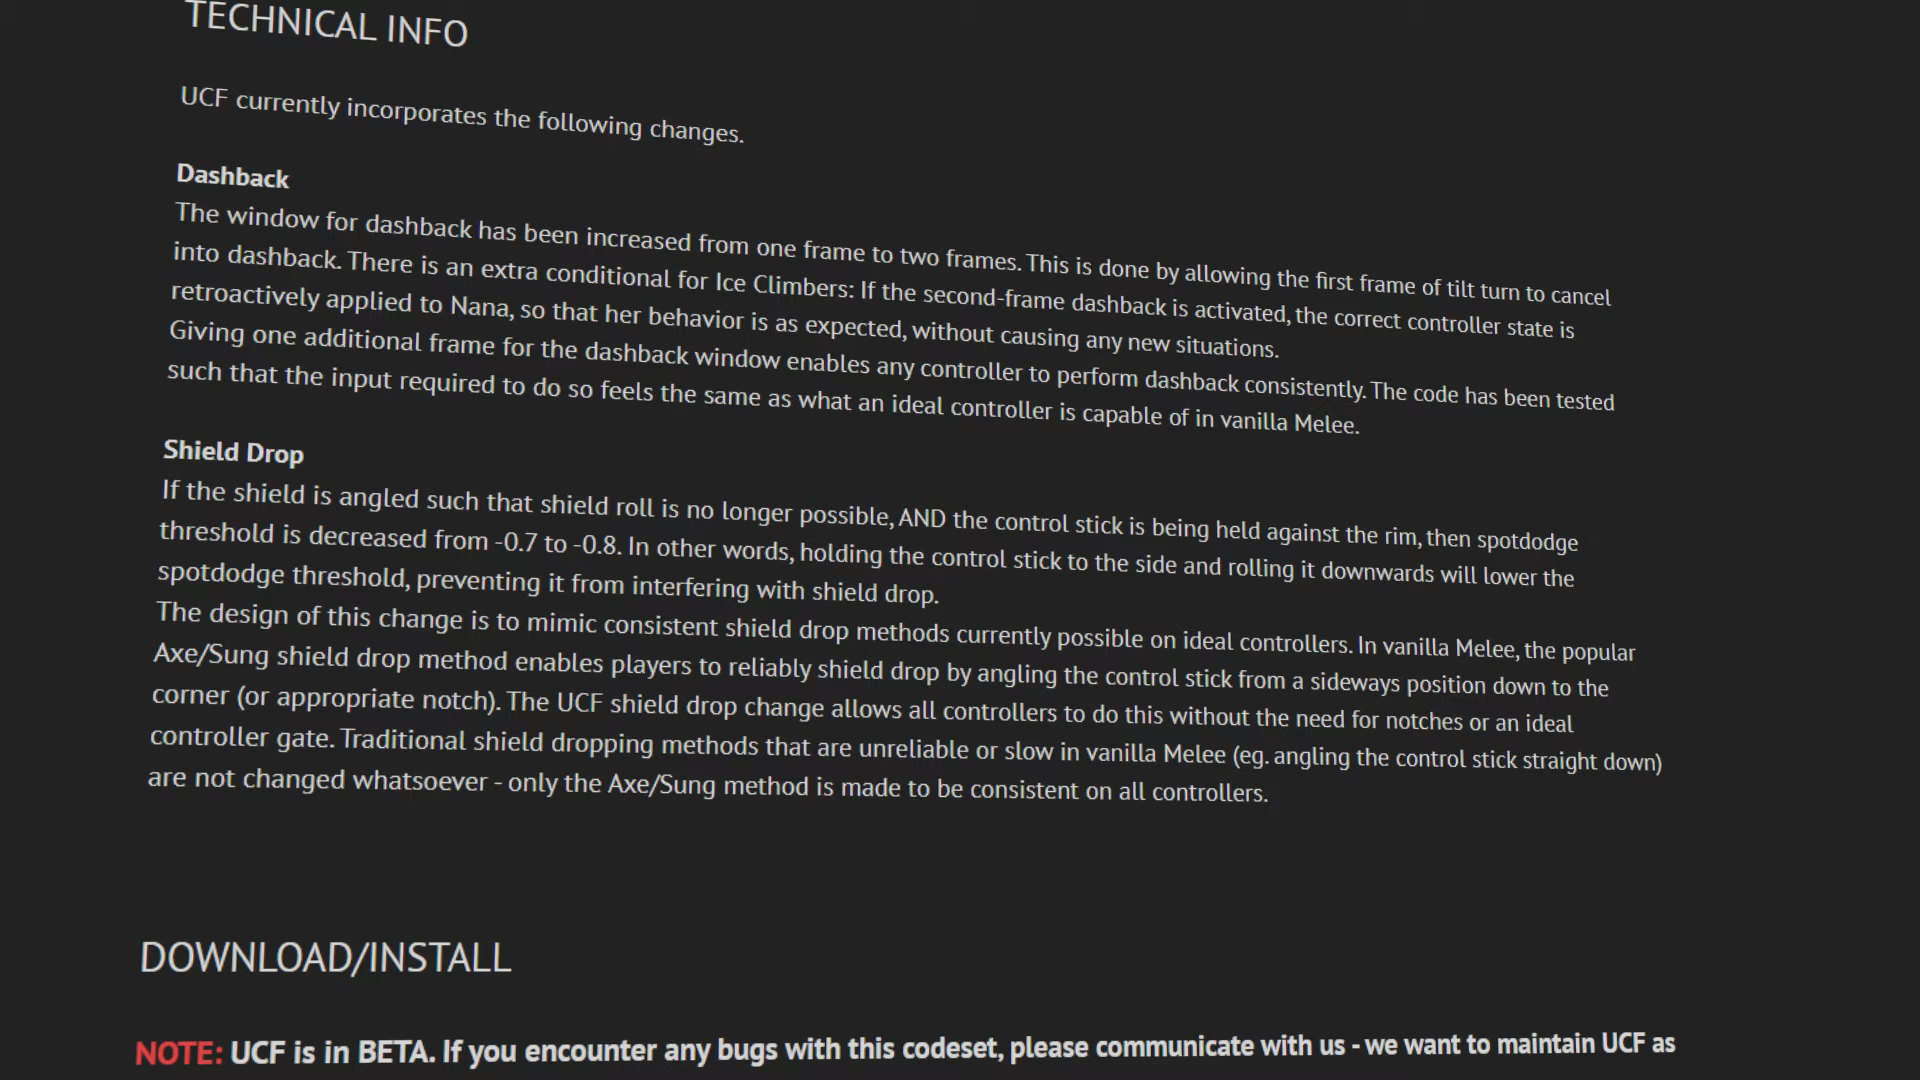 TECHNICAL INFO
UCF currently incorporates the following changes.
Dashback
The window for dashback has been increased from one frame to two frames. This is done by allowing the first frame of tilt turn to cancel
into dashback. There is an extra conditional for Ice Climbers: If the second-frame dashback is activated, the correct controller state is
retroactively applied to Nana, so that her behavior is as expected, without causing any new situations.
Giving one additional frame for the dashback window enables any controller to perform dashback consistently. The code has been tested
such that the input required to do so feels the same as what an ideal controller is capable of in vanilla Melee.
Shield Drop
If the shield is angled such that shield roll is no longer possible, AND the control stick is being held against the rim, then spotdodge
threshold is decreased from -0.7 to -0.8. In other words, holding the control stick to the side and rolling it downwards will lower the
spotdodge threshold, preventing it from interfering with shield drop.
The design of this change is to mimic consistent shield drop methods currently possible on ideal controllers. In vanilla Melee, the popular
Axe/Sung shield drop method enables players to reliably shield drop by angling the control stick from a sideways position down to the
corner (or appropriate notch). The UCF shield drop change allows all controllers to do this without the need for notches or an ideal
controller gate. Traditional shield dropping methods that are unreliable or slow in vanilla Melee (eg. angling the control stick straight down)
are not changed whatsoever - only the Axe/Sung method is made to be consistent on all controllers.
DOWNLOAD/INSTALL
NOTE: UCF is in BETA. If you encounter any bugs with this codeset, please communicate with us - we want to maintain UCF as